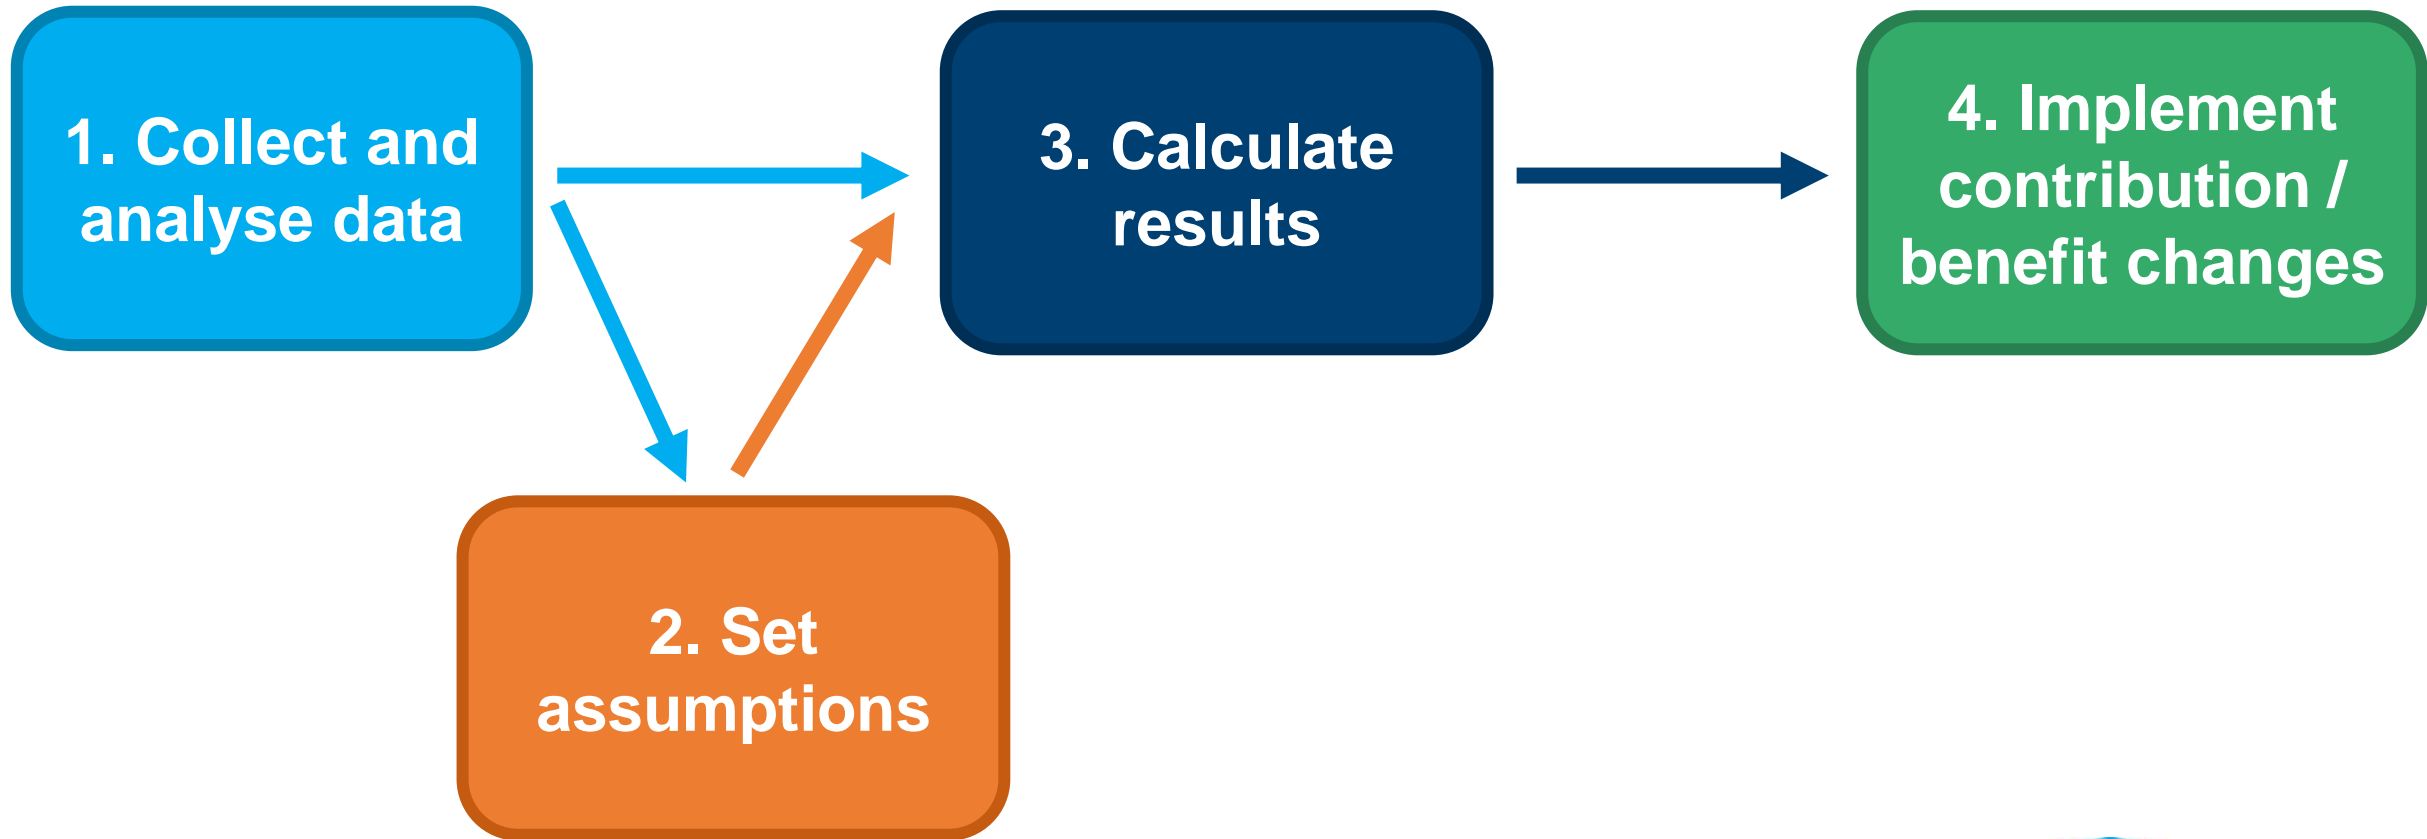 1. Collect and
analyse data
2. Set
assumptions
3. Calculate
results
4. Implement
contribution /
benefit changes